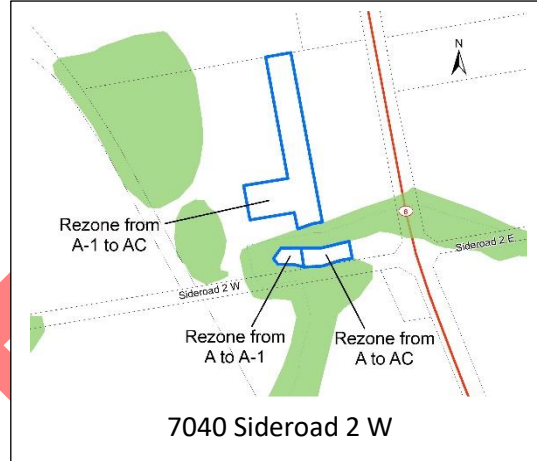 N
Rezone from
A-1 to AC
6
Sideroad 2 E
Sideroad 2 W
Rezone from
A to A-1
Rezone from
A to AC
7040 Sideroad 2 W